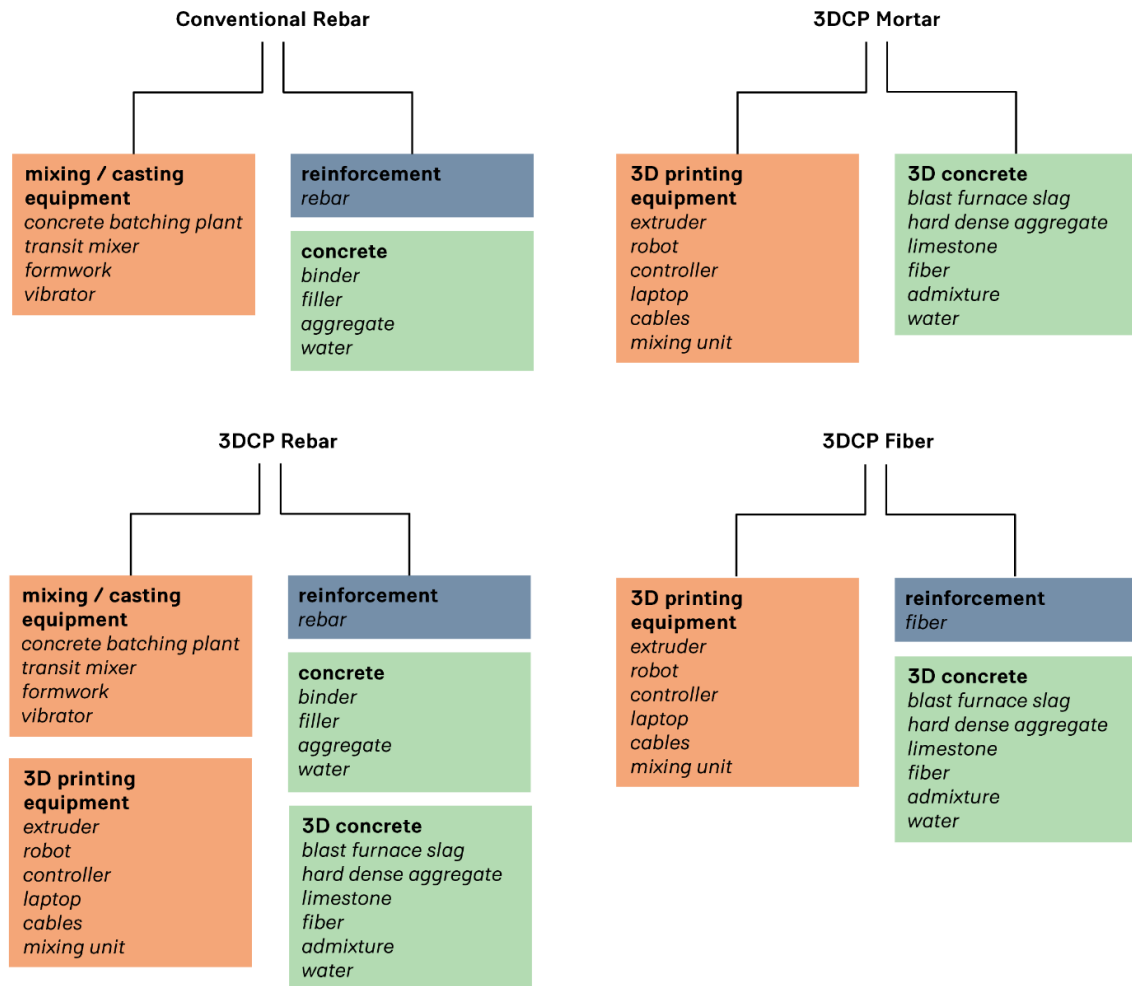 Conventional Rebar
mixing / casting
equipment
concrete batching plant
transit mixer
formwork
vibrator
reinforcement
rebar
concrete
binder
filler
aggregate
water
3DCP Mortar
3D printing
equipment
extruder
robot
controller
laptop
cables
mixing unit
3D concrete
blast furnace slag
hard dense aggregate
limestone
fiber
admixture
water
3DCP Rebar
mixing / casting
equipment
concrete batching plant
transit mixer
formwork
vibrator
3D printing
equipment
extruder
robot
controller
laptop
cables
mixing unit
reinforcement
rebar
concrete
binder
filler
aggregate
water
3D concrete
blast furnace slag
hard dense aggregate
limestone
fiber
admixture
water
3DCP Fiber
3D printing
equipment
extruder
robot
controller
laptop
cables
mixing unit
reinforcement
fiber
3D concrete
blast furnace slag
hard dense aggregate
limestone
fiber
admixture
water